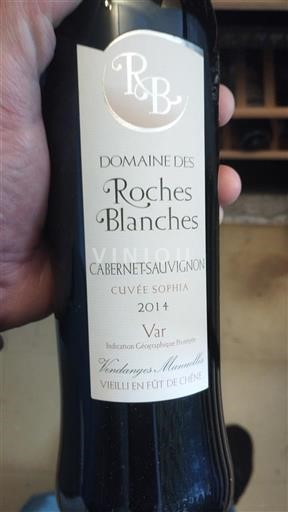 RB
DOMAINE DES
Roches
Blanches
VINIOU
CABERNET-SAUVIGNON
CUVÉE SOPHIA
2014
Var
Indication Géographique Protégée
Vendanges Manuelles
VIEILLI EN FÛT DE CHÊNE